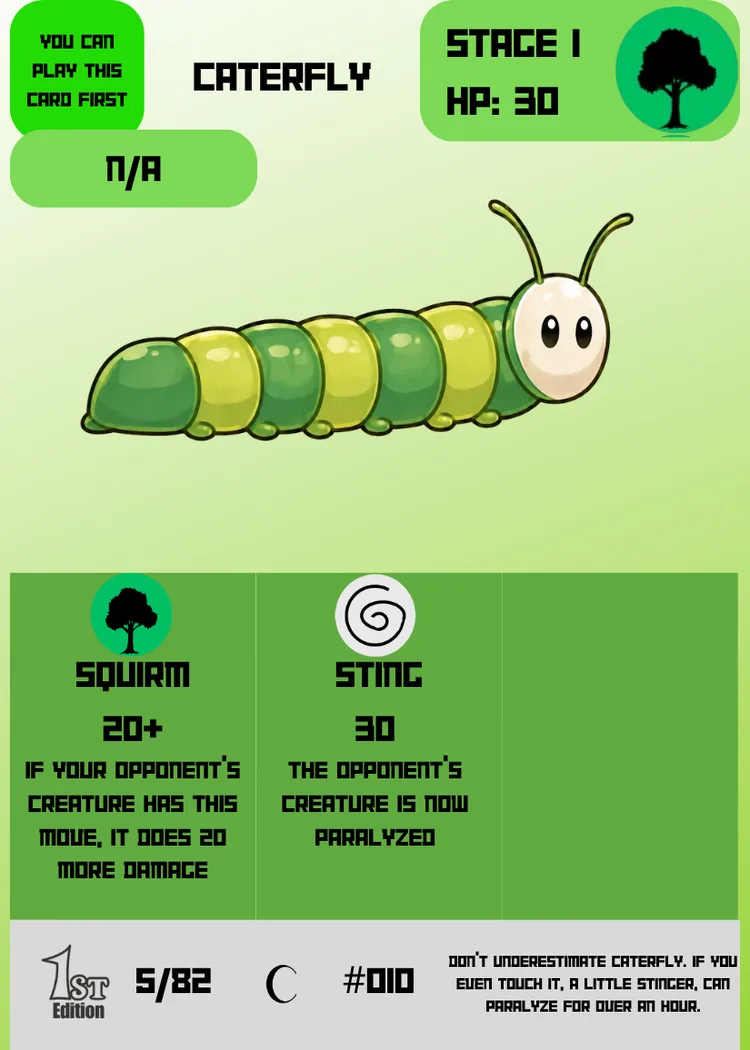 YOU CAN
PLAY THIS
CARD FIRST
CATERFLY
STAGE 1
HP: 30
N/A
SQUIRM
20+
IF YOUR OPPONENT'S
CREATURE HAS THIS
MOVE, IT DOES 20
MORE DAMAGE
STING
30
THE OPPONENT'S
CREATURE IS NOW
PARALYZED
1ST
Edition
5/82
C
#010
DON'T UNDERESTIMATE CATERFLY. IF YOU
EVEN TOUCH IT, A LITTLE STINGER, CAN
PARALYZE FOR OVER AN HOUR.